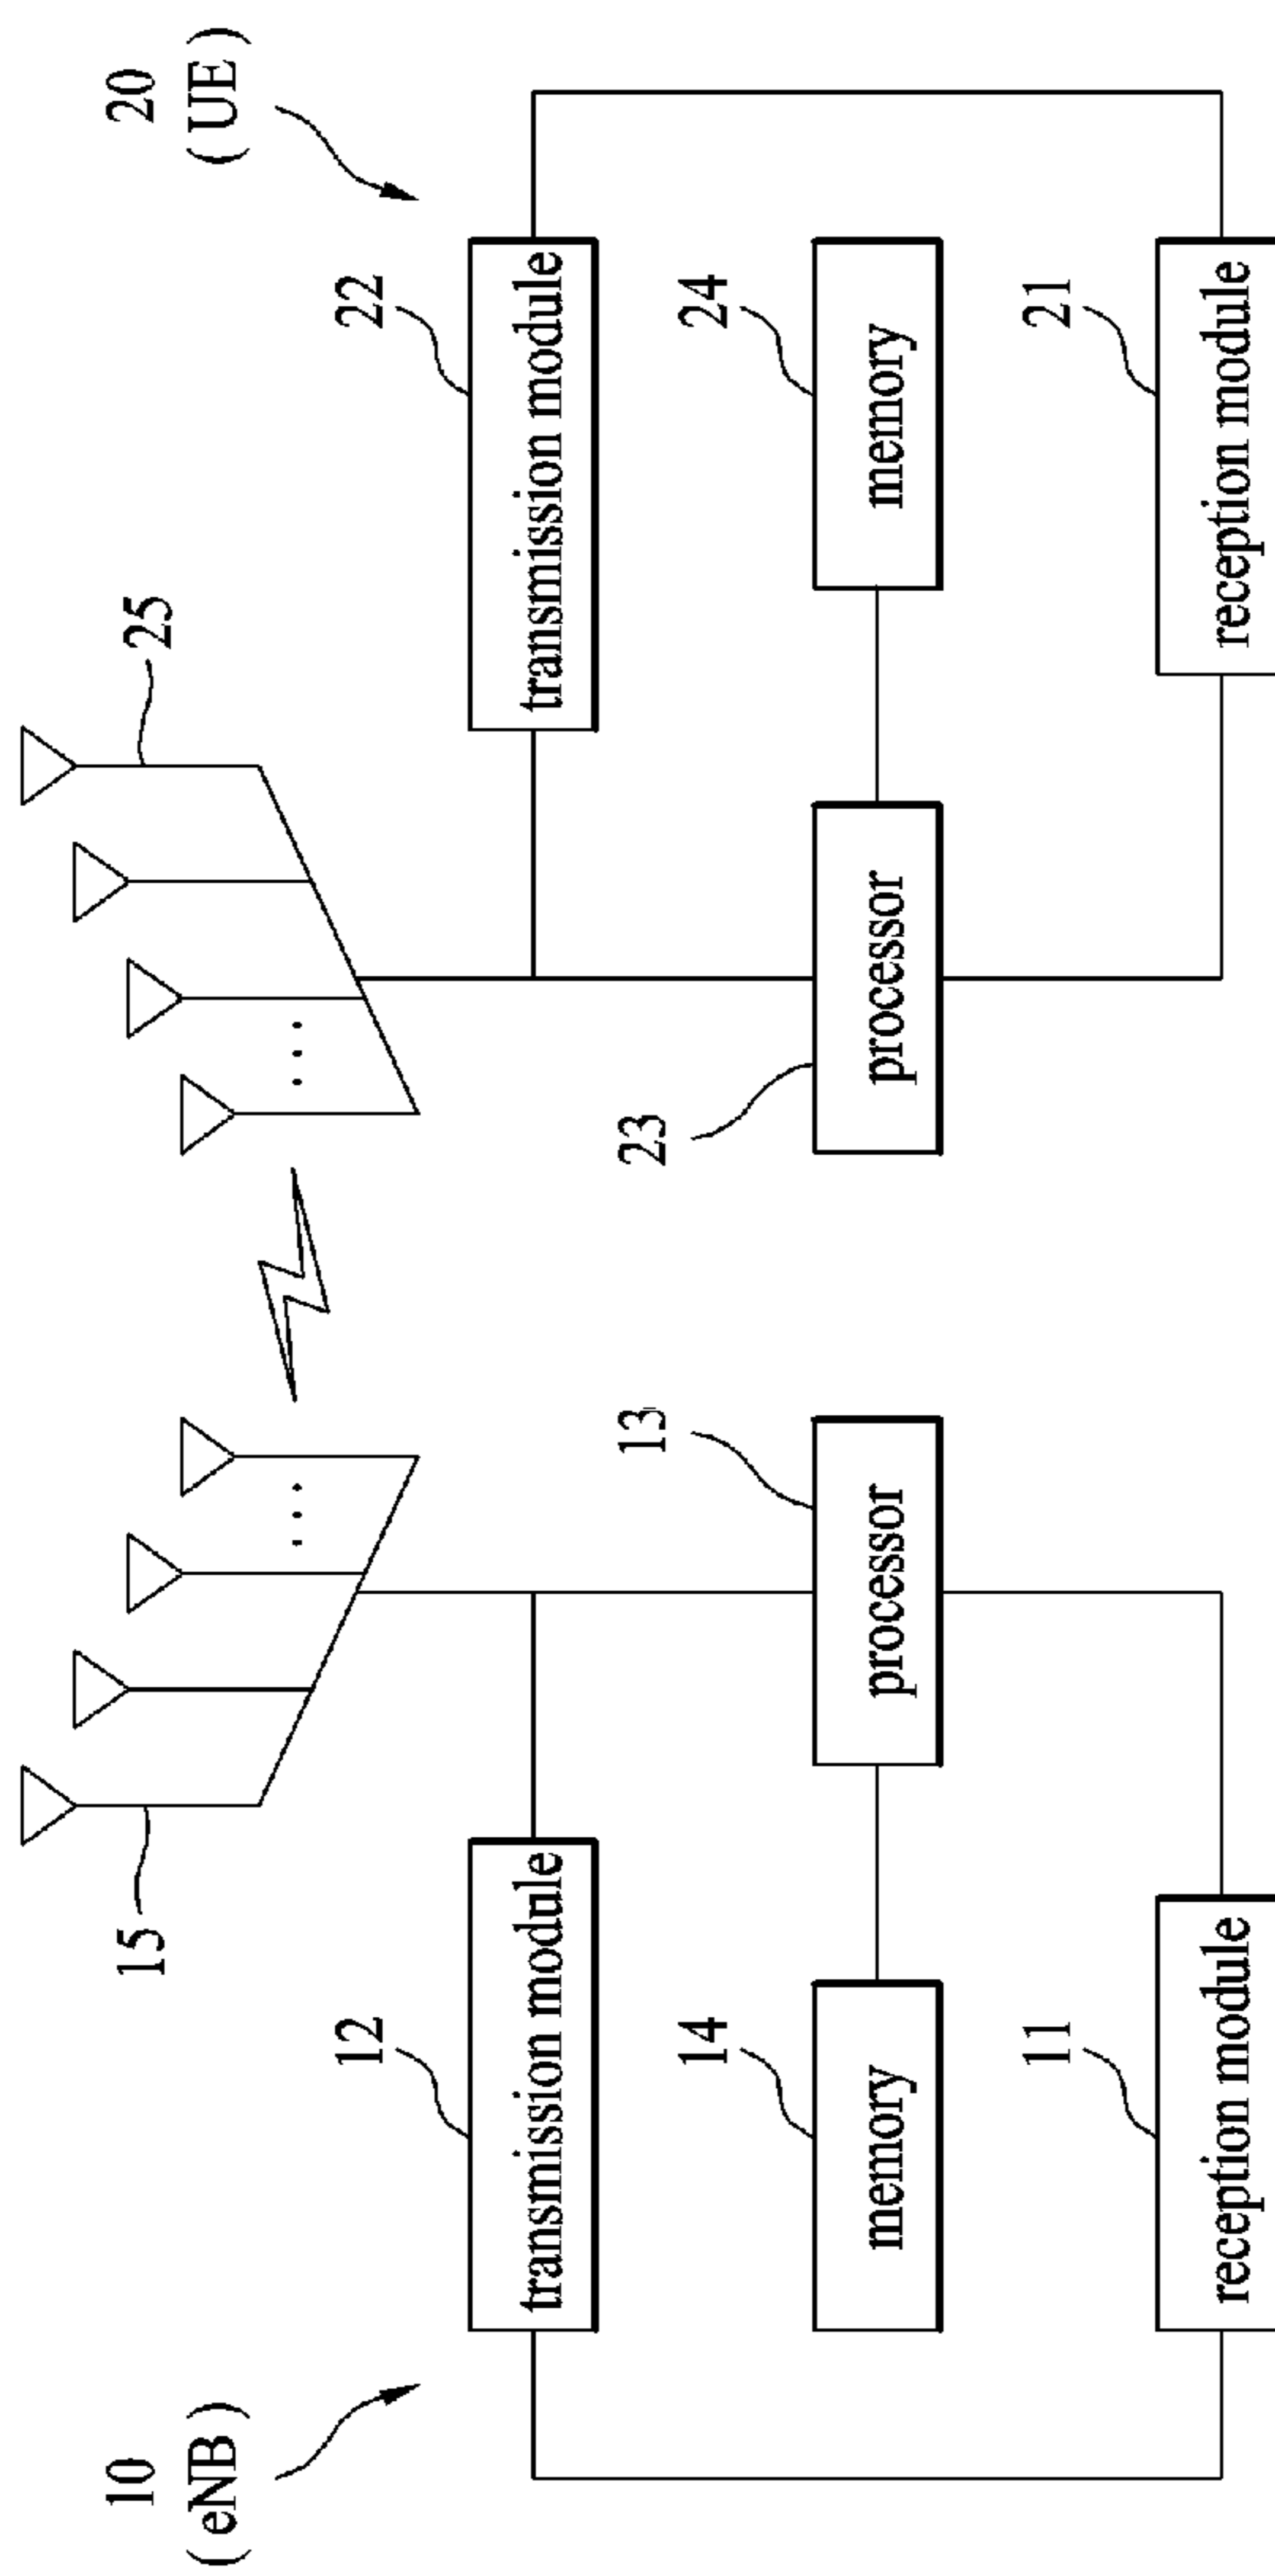 10
( eNB )
20
( UE )
15
25
12
transmission module
22
transmission module
13
processor
23
processor
14
memory
24
memory
11
reception module
21
reception module